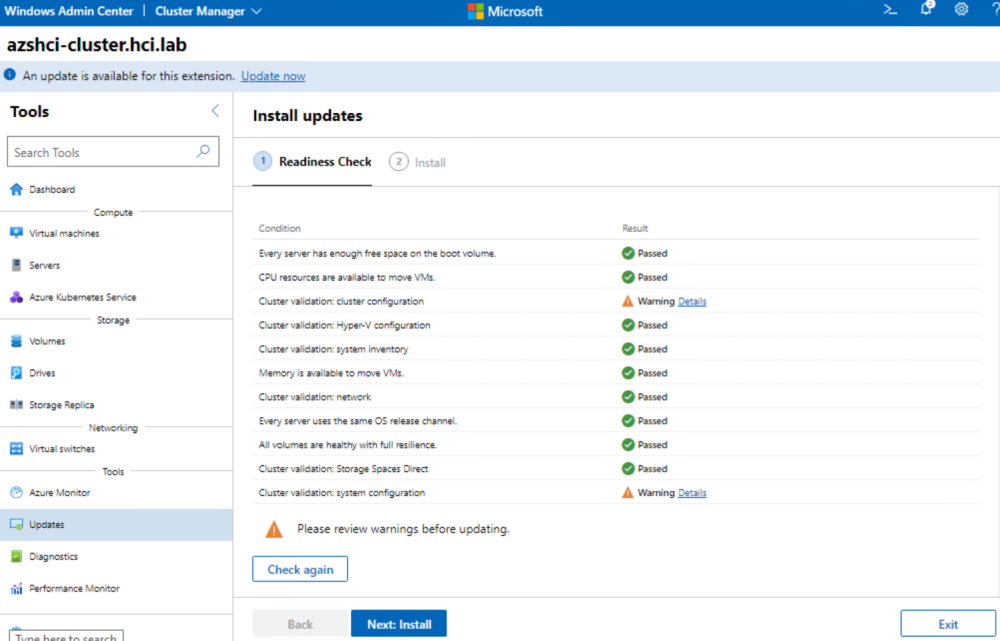 Windows Admin Center | Cluster Manager Microsoft 2
azshci-cluster.hci.lab
An update is available for this extension. Update now
Tools
Search Tools
Dashboard
Compute
Virtual machines
Servers
Azure Kubernetes Service
Storage
Volumes
Drives
Storage Replica
Networking
Virtual switches
Tools
Azure Monitor
Updates
Diagnostics
Performance Monitor
Type here to search
Install updates
1 Readiness Check 2 Install
Condition Result
Every server has enough free space on the boot volume. Passed
CPU resources are available to move VMs. Passed
Cluster validation: cluster configuration Warning Details
Cluster validation: Hyper-V configuration Passed
Cluster validation: system inventory Passed
Memory is available to move VMs. Passed
Cluster validation: network Passed
Every server uses the same OS release channel. Passed
All volumes are healthy with full resilience. Passed
Cluster validation: Storage Spaces Direct Passed
Cluster validation: system configuration Warning Details
Please review warnings before updating.
Check again
Back Next: Install Exit